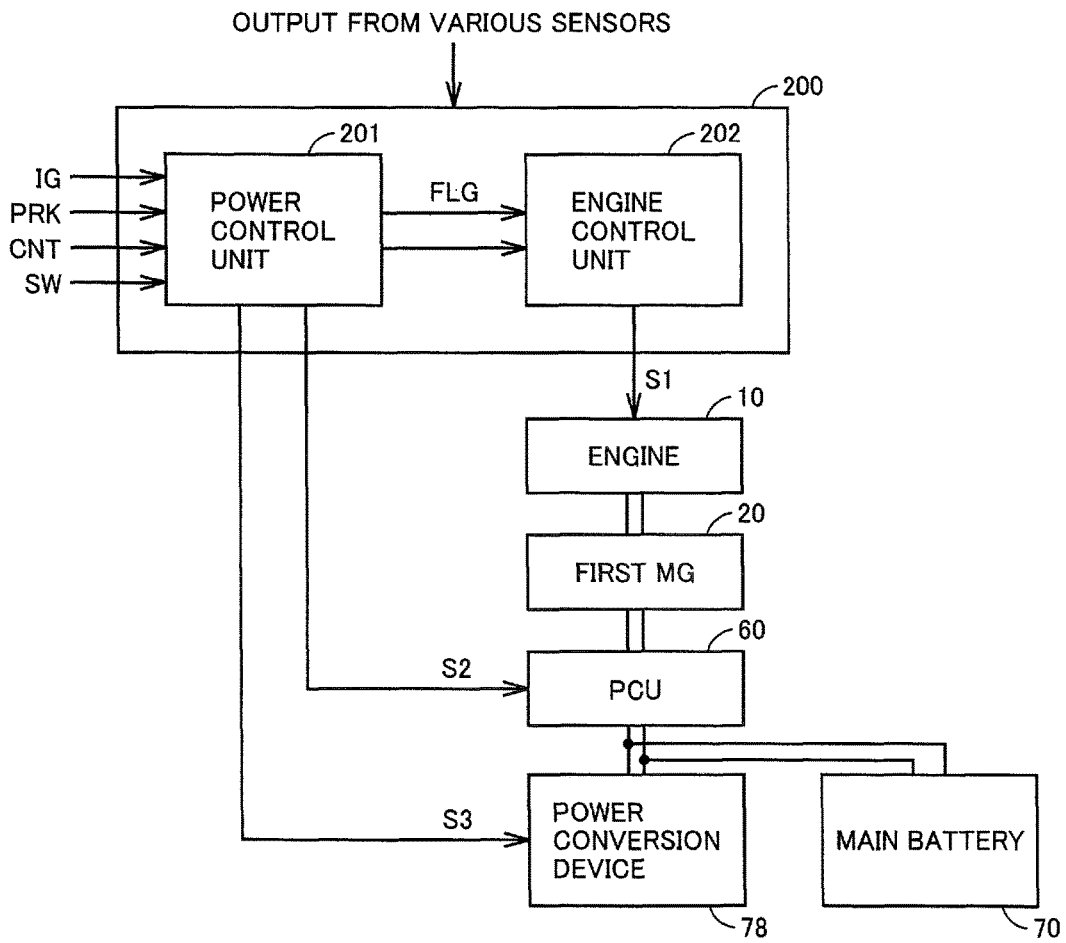 OUTPUT FROM VARIOUS SENSORS
200
201
202
IG
PRK
CNT
SW
POWER
CONTROL
UNIT
FLG
ENGINE
CONTROL
UNIT
S1
10
ENGINE
20
FIRST MG
60
S2
PCU
S3
POWER
CONVERSION
DEVICE
MAIN BATTERY
78
70